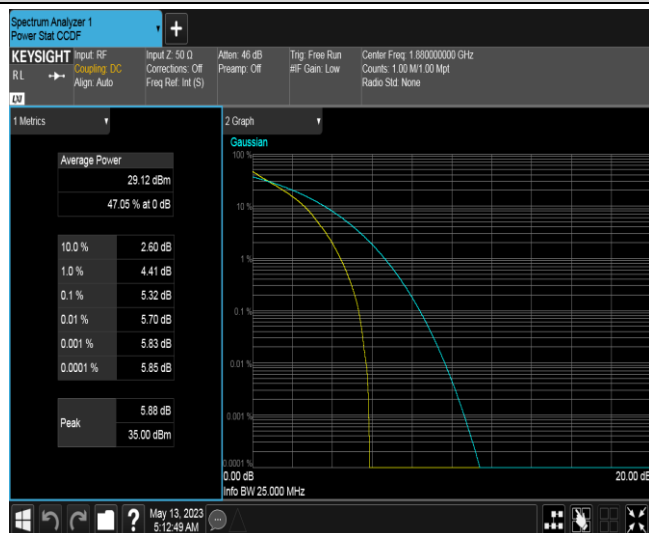 Spectrum Analyzer 1
Power Stat CCDF
+
KEYSIGHT
RL
LXI
Input: RF
Coupling: DC
Align: Auto
Input Z: 50 Ω
Corrections: Off
Freq Ref: Int (S)
Atten: 46 dB
Preamp: Off
Trig: Free Run
#IF Gain: Low
Center Freq: 1.880000000 GHz
Counts: 1.00 M/1.00 Mpt
Radio Std: None
1 Metrics
Average Power
29.12 dBm
47.05 % at 0 dB
10.0 % 2.60 dB
1.0 % 4.41 dB
0.1 % 5.32 dB
0.01 % 5.70 dB
0.001 % 5.83 dB
0.0001 % 5.85 dB
Peak 5.88 dB
35.00 dBm
2 Graph
Gaussian
100 %
10 %
1 %
0.1 %
0.01 %
0.001 %
0.0001 %
0.00 dB 20.00 dB
Info BW 25.000 MHz
?
May 13, 2023
5:12:49 AM